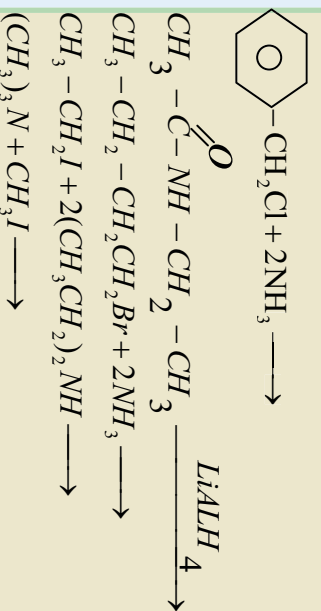 –CH₂Cl + 2NH₃ →
CH₃ – C(=O) – NH – CH₂ – CH₃ → LiALH₄
CH₃ – CH₂ – CH₂CH₂Br + 2NH₃ →
CH₃ – CH₂I + 2(CH₃CH₂)₂NH →
(CH₃)₃N + CH₃I →